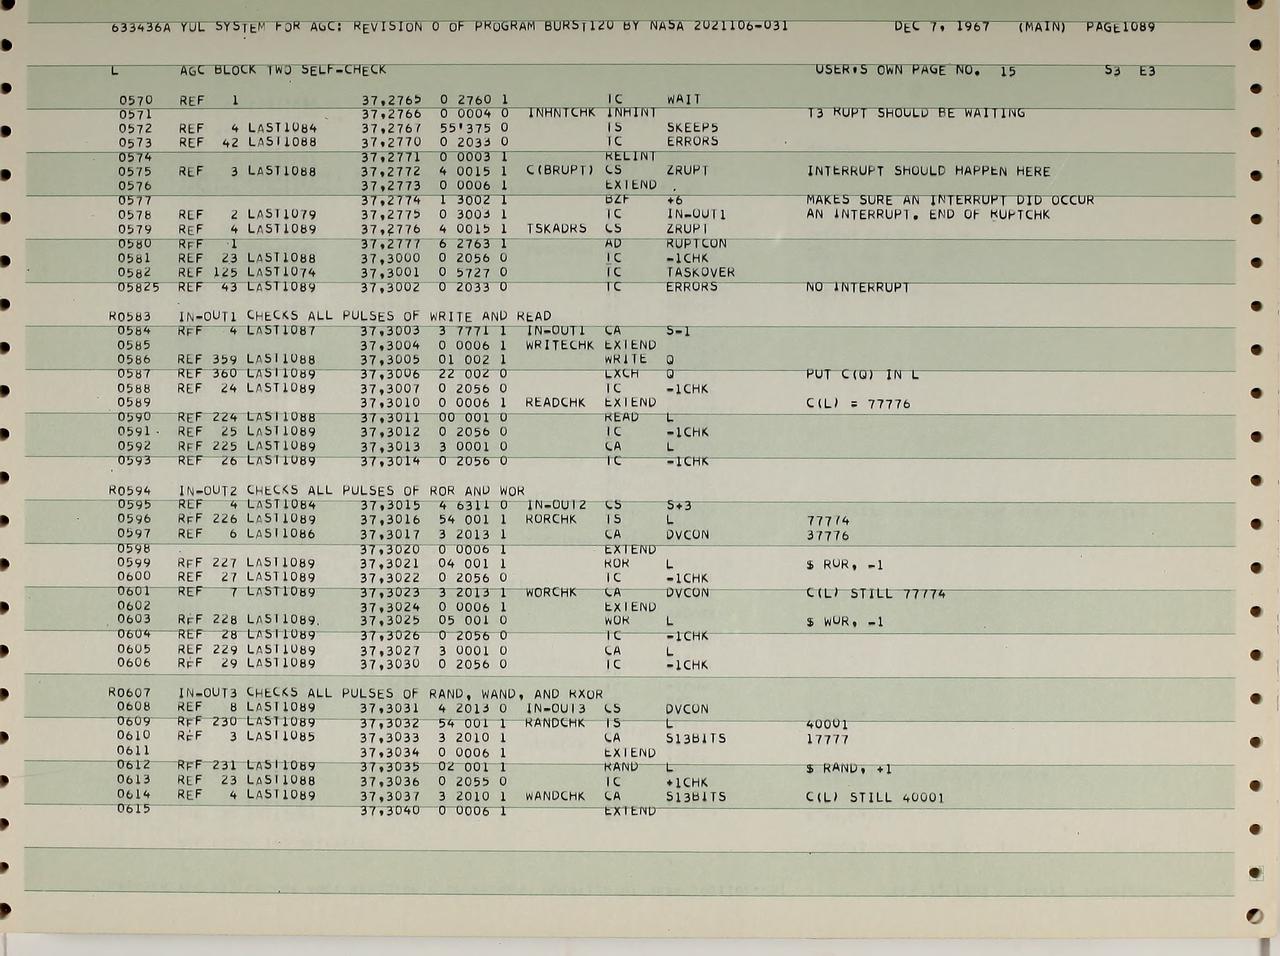 633436A YUL SYSTEM FOR AGC: REVISION 0 OF PROGRAM BURST120 BY NASA 2021106-031 DEC 7, 1967 (MAIN) PAGE1089
L AGC BLOCK TWO SELF-CHECK USER'S OWN PAGE NO. 15 S3 E3
0570 REF 1 37,2765 0 2760 1 TC WAIT
0571 37,2766 0 0004 0 INHNTCHK INHINT T3 RUPT SHOULD BE WAITING
0572 REF 4 LAST1084 37,2767 55'375 0 TS SKEEP5
0573 REF 42 LAST1088 37,2770 0 2033 0 TC ERRORS
0574 37,2771 0 0003 1 RELINT
0575 REF 3 LAST1088 37,2772 4 0015 1 C(BRUPT) CS ZRUPT INTERRUPT SHOULD HAPPEN HERE
0576 37,2773 0 0006 1 EXTEND
0577 37,2774 1 3002 1 BZF +6 MAKES SURE AN INTERRUPT DID OCCUR
0578 REF 2 LAST1079 37,2775 0 3003 1 TC IN-OUT1 AN INTERRUPT. END OF RUPTCHK
0579 REF 4 LAST1089 37,2776 4 0015 1 TSKADRS CS ZRUPT
0580 REF 1 37,2777 6 2763 1 AD RUPTCON
0581 REF 23 LAST1088 37,3000 0 2056 0 TC -1CHK
0582 REF 125 LAST1074 37,3001 0 5727 0 TC TASKOVER
05825 REF 43 LAST1089 37,3002 0 2033 0 TC ERRORS NO INTERRUPT
R0583 IN-OUT1 CHECKS ALL PULSES OF WRITE AND READ
0584 REF 4 LAST1087 37,3003 3 7771 1 IN-OUT1 CA S-1
0585 37,3004 0 0006 1 WRITECHK EXTEND
0586 REF 359 LAST1088 37,3005 01 002 1 WRITE Q
0587 REF 360 LAST1089 37,3006 22 002 0 LXCH Q PUT C(Q) IN L
0588 REF 24 LAST1089 37,3007 0 2056 0 TC -1CHK
0589 37,3010 0 0006 1 READCHK EXTEND C(L) = 77776
0590 REF 224 LAST1088 37,3011 00 001 0 READ L
0591 REF 25 LAST1089 37,3012 0 2056 0 TC -1CHK
0592 REF 225 LAST1089 37,3013 3 0001 0 CA L
0593 REF 26 LAST1089 37,3014 0 2056 0 TC -1CHK
R0594 IN-OUT2 CHECKS ALL PULSES OF ROR AND WOR
0595 REF 4 LAST1084 37,3015 4 6311 0 IN-OUT2 CS S+3
0596 REF 226 LAST1089 37,3016 54 001 1 RORCHK TS L 77774
0597 REF 6 LAST1086 37,3017 3 2013 1 CA DVCON 37776
0598 37,3020 0 0006 1 EXTEND
0599 REF 227 LAST1089 37,3021 04 001 1 ROR L $ ROR, -1
0600 REF 27 LAST1089 37,3022 0 2056 0 TC -1CHK
0601 REF 7 LAST1089 37,3023 3 2013 1 WORCHK CA DVCON C(L) STILL 77774
0602 37,3024 0 0006 1 EXTEND
0603 REF 228 LAST1089 37,3025 05 001 0 WOR L $ WOR, -1
0604 REF 28 LAST1089 37,3026 0 2056 0 TC -1CHK
0605 REF 229 LAST1089 37,3027 3 0001 0 CA L
0606 REF 29 LAST1089 37,3030 0 2056 0 TC -1CHK
R0607 IN-OUT3 CHECKS ALL PULSES OF RAND, WAND, AND RXOR
0608 REF 8 LAST1089 37,3031 4 2013 0 IN-OUT3 CS DVCON
0609 REF 230 LAST1089 37,3032 54 001 1 RANDCHK TS L 40001
0610 REF 3 LAST1085 37,3033 3 2010 1 CA S13BITS 17777
0611 37,3034 0 0006 1 EXTEND
0612 REF 231 LAST1089 37,3035 02 001 1 RAND L $ RAND, +1
0613 REF 23 LAST1088 37,3036 0 2055 0 TC +1CHK
0614 REF 4 LAST1089 37,3037 3 2010 1 WANDCHK CA S13BITS C(L) STILL 40001
0615 37,3040 0 0006 1 EXTEND